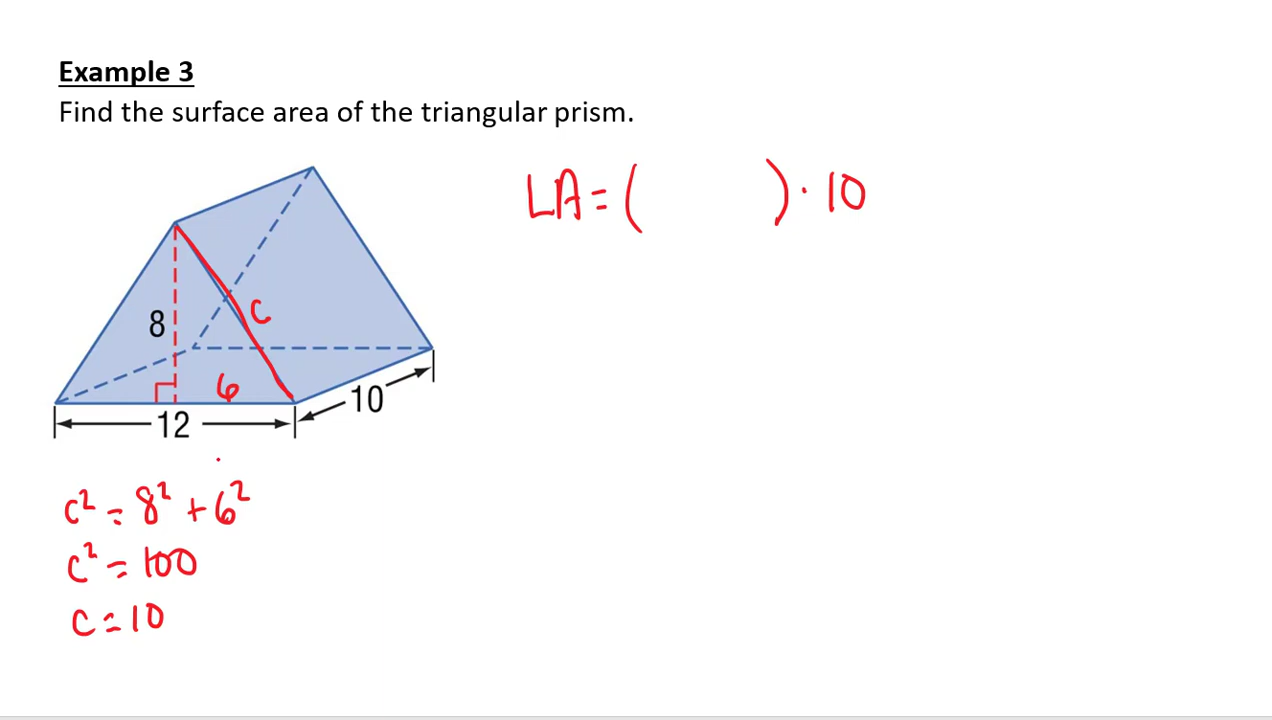 Example 3
Find the surface area of the triangular prism.
LA = (        ) · 10
8
c
6
12
10
c² = 8² + 6²
c² = 100
c = 10